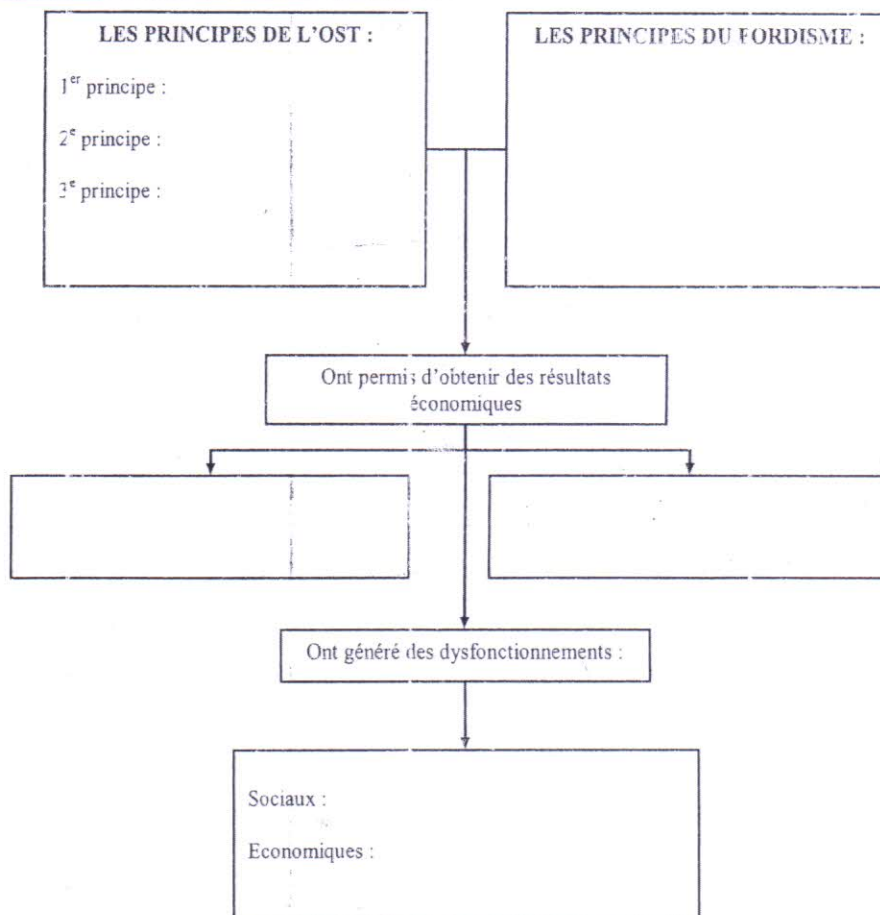 LES PRINCIPES DE L'OST :
1er principe :
2e principe :
3e principe :
LES PRINCIPES DU FORDISME :
Ont permis d'obtenir des résultats
économiques
Ont généré des dysfonctionnements :
Sociaux :
Economiques :